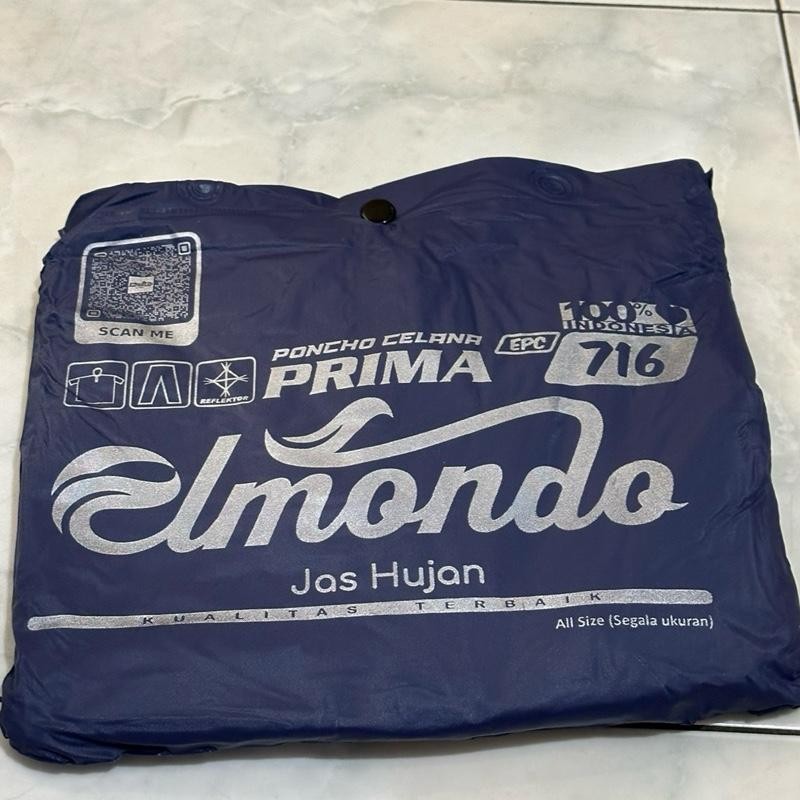 SCAN ME
100%
INDONESIA
PONCHO CELANA
EPC
PRIMA
716
REFLEKTOR
Elmondo
Jas Hujan
KUALITAS TERBAIK
All Size (Segala ukuran)